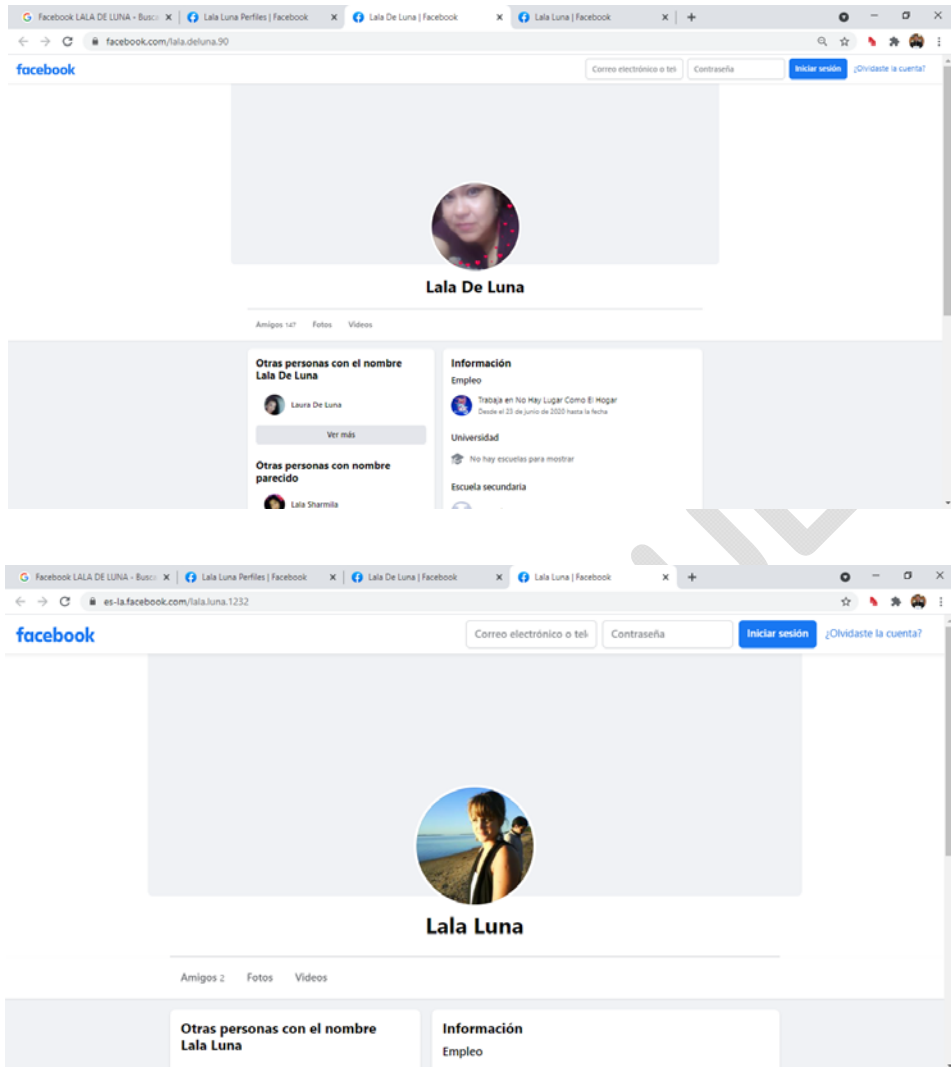 Facebook LALA DE LUNA - Busca
Lala Luna Perfiles | Facebook
Lala De Luna | Facebook
Lala Luna | Facebook
facebook.com/lala.deluna.90
facebook
Correo electrónico o tel
Contraseña
Iniciar sesión
¿Olvidaste la cuenta?
Lala De Luna
Amigos 147 Fotos Videos
Otras personas con el nombre
Lala De Luna
Laura De Luna
Ver más
Otras personas con nombre
parecido
Lala Sharmila
Información
Empleo
Trabaja en No Hay Lugar Como El Hogar
Desde el 23 de junio de 2020 hasta la fecha
Universidad
No hay escuelas para mostrar
Escuela secundaria
Facebook LALA DE LUNA - Busca
Lala Luna Perfiles | Facebook
Lala De Luna | Facebook
Lala Luna | Facebook
es-la.facebook.com/lala.luna.1232
facebook
Correo electrónico o telé
Contraseña
Iniciar sesión
¿Olvidaste la cuenta?
Lala Luna
Amigos 2 Fotos Videos
Otras personas con el nombre
Lala Luna
Información
Empleo